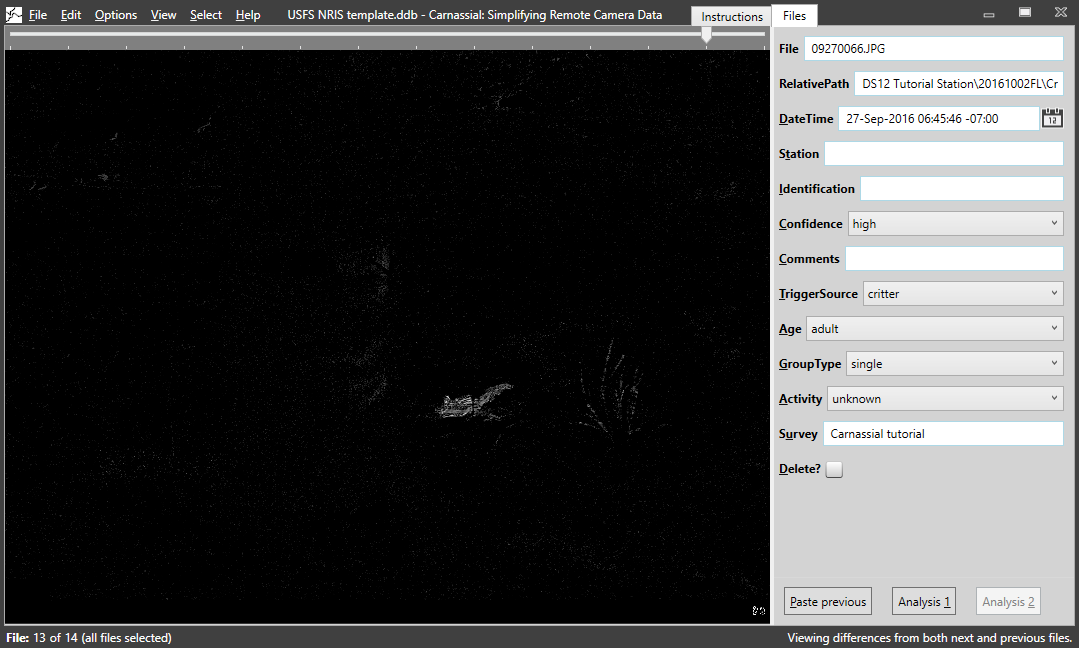 File Edit Options View Select Help USFS NRIS template.ddb - Carnassial: Simplifying Remote Camera Data Instructions Files
File 09270066.JPG
RelativePath DS12 Tutorial Station\20161002FL\Cr
DateTime 27-Sep-2016 06:45:46 -07:00 12
Station
Identification
Confidence high
Comments
TriggerSource critter
Age adult
GroupType single
Activity unknown
Survey Carnassial tutorial
Delete?
Paste previous Analysis 1 Analysis 2
File: 13 of 14 (all files selected) Viewing differences from both next and previous files.